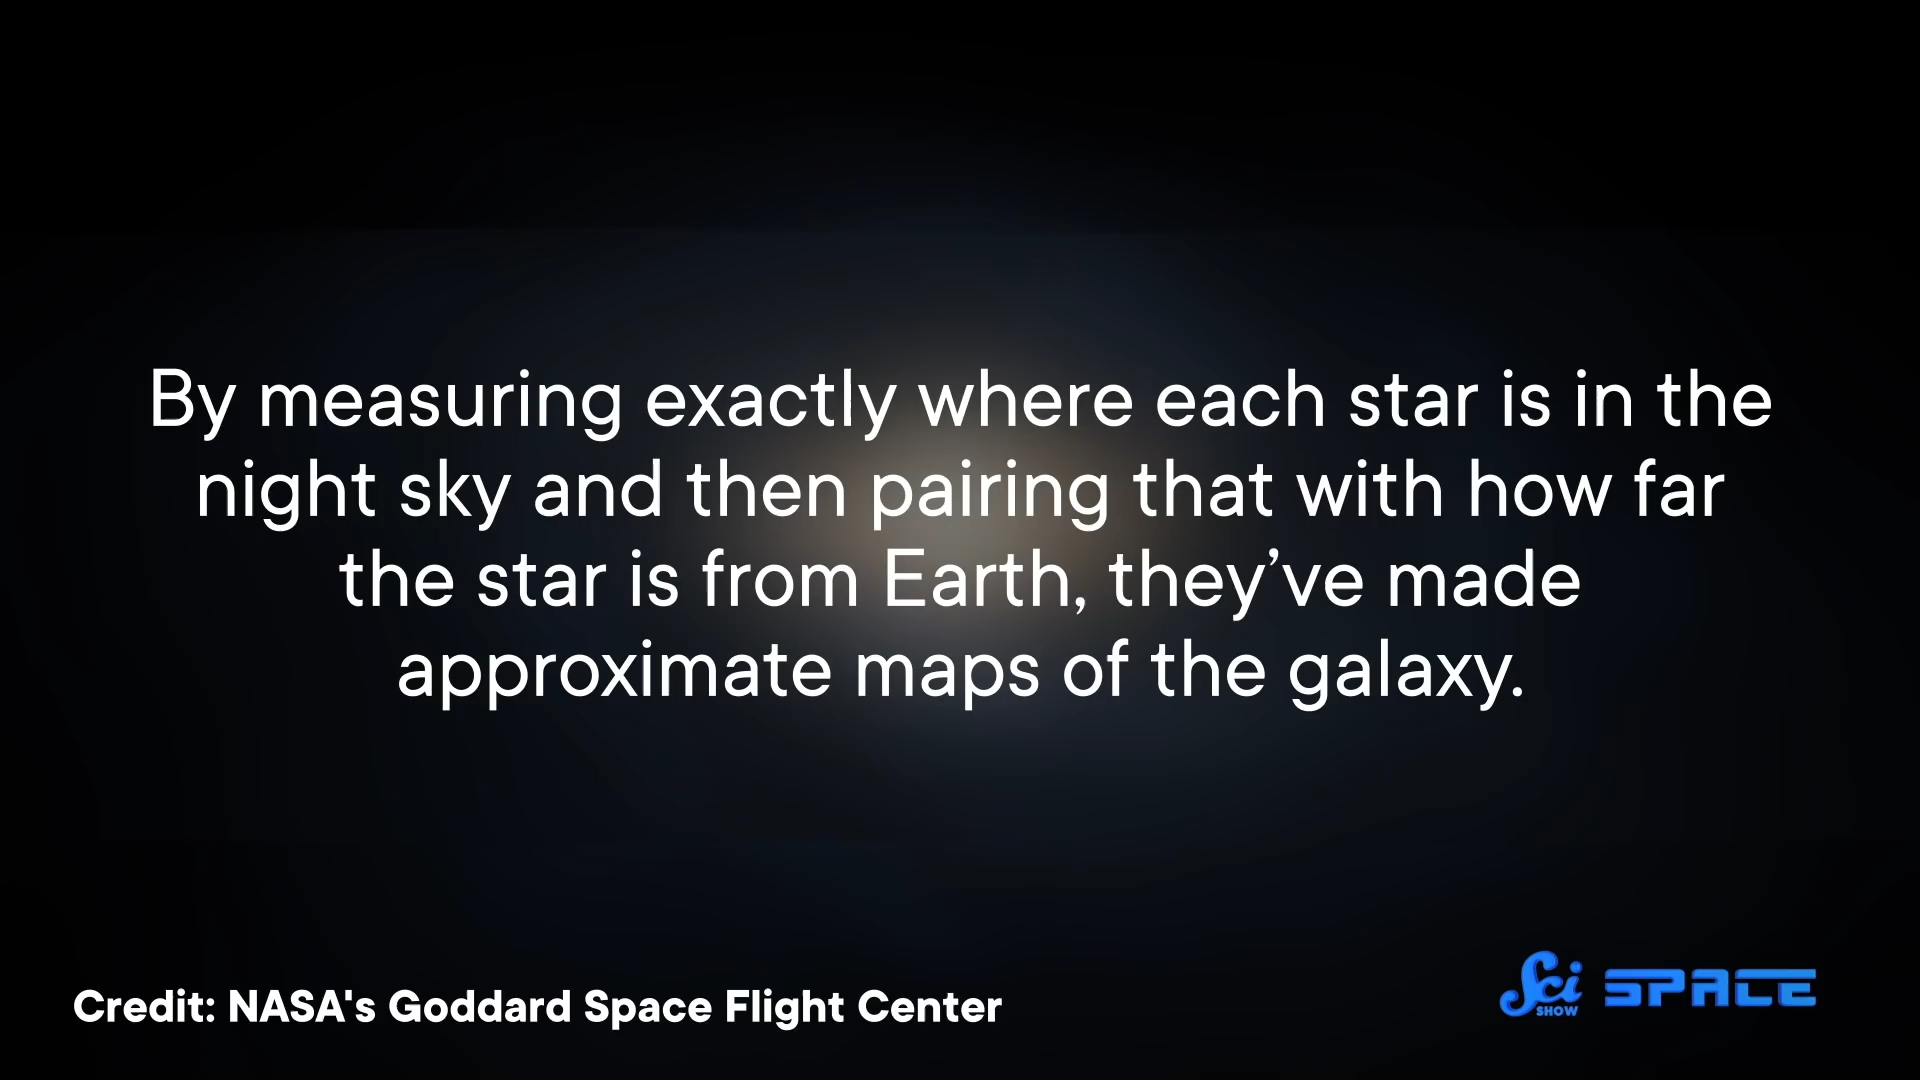 By measuring exactly where each star is in the
night sky and then pairing that with how far
the star is from Earth, they’ve made
approximate maps of the galaxy.
Credit: NASA's Goddard Space Flight Center
Sci SHOW SPACE